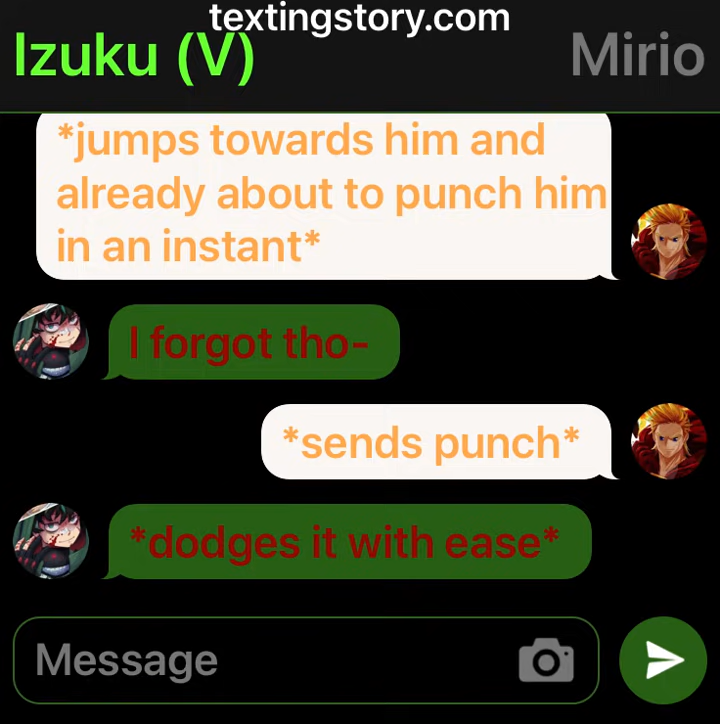 textingstory.com
Izuku (V)
Mirio
*jumps towards him and
already about to punch him
in an instant*
I forgot tho-
*sends punch*
*dodges it with ease*
Message